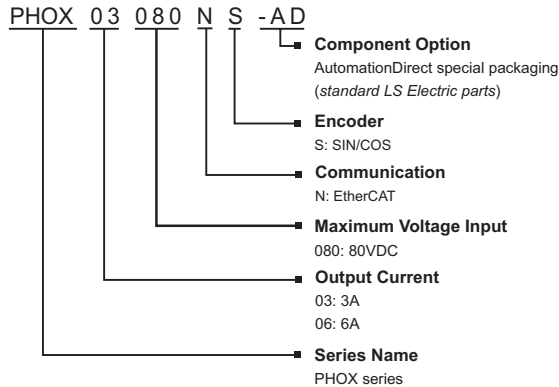 PHOX 03 080 N S -AD
Component Option
AutomationDirect special packaging
(standard LS Electric parts)
Encoder
S: SIN/COS
Communication
N: EtherCAT
Maximum Voltage Input
080: 80VDC
Output Current
03: 3A
06: 6A
Series Name
PHOX series